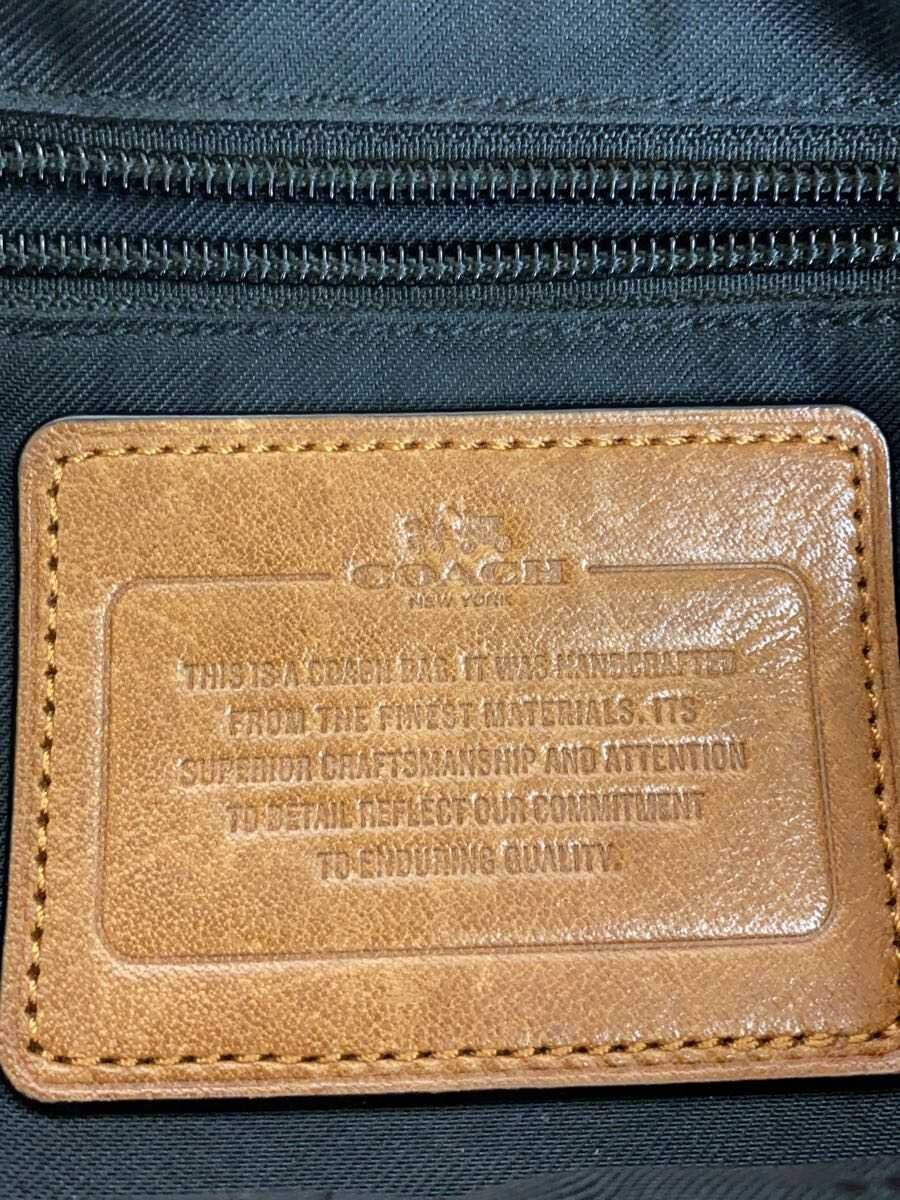 COACH
NEW YORK
THIS IS A COACH BAG. IT WAS HANDCRAFTED
FROM THE FINEST MATERIALS. ITS
SUPERIOR CRAFTSMANSHIP AND ATTENTION
TO DETAIL REFLECT OUR COMMITMENT
TO ENDURING QUALITY.